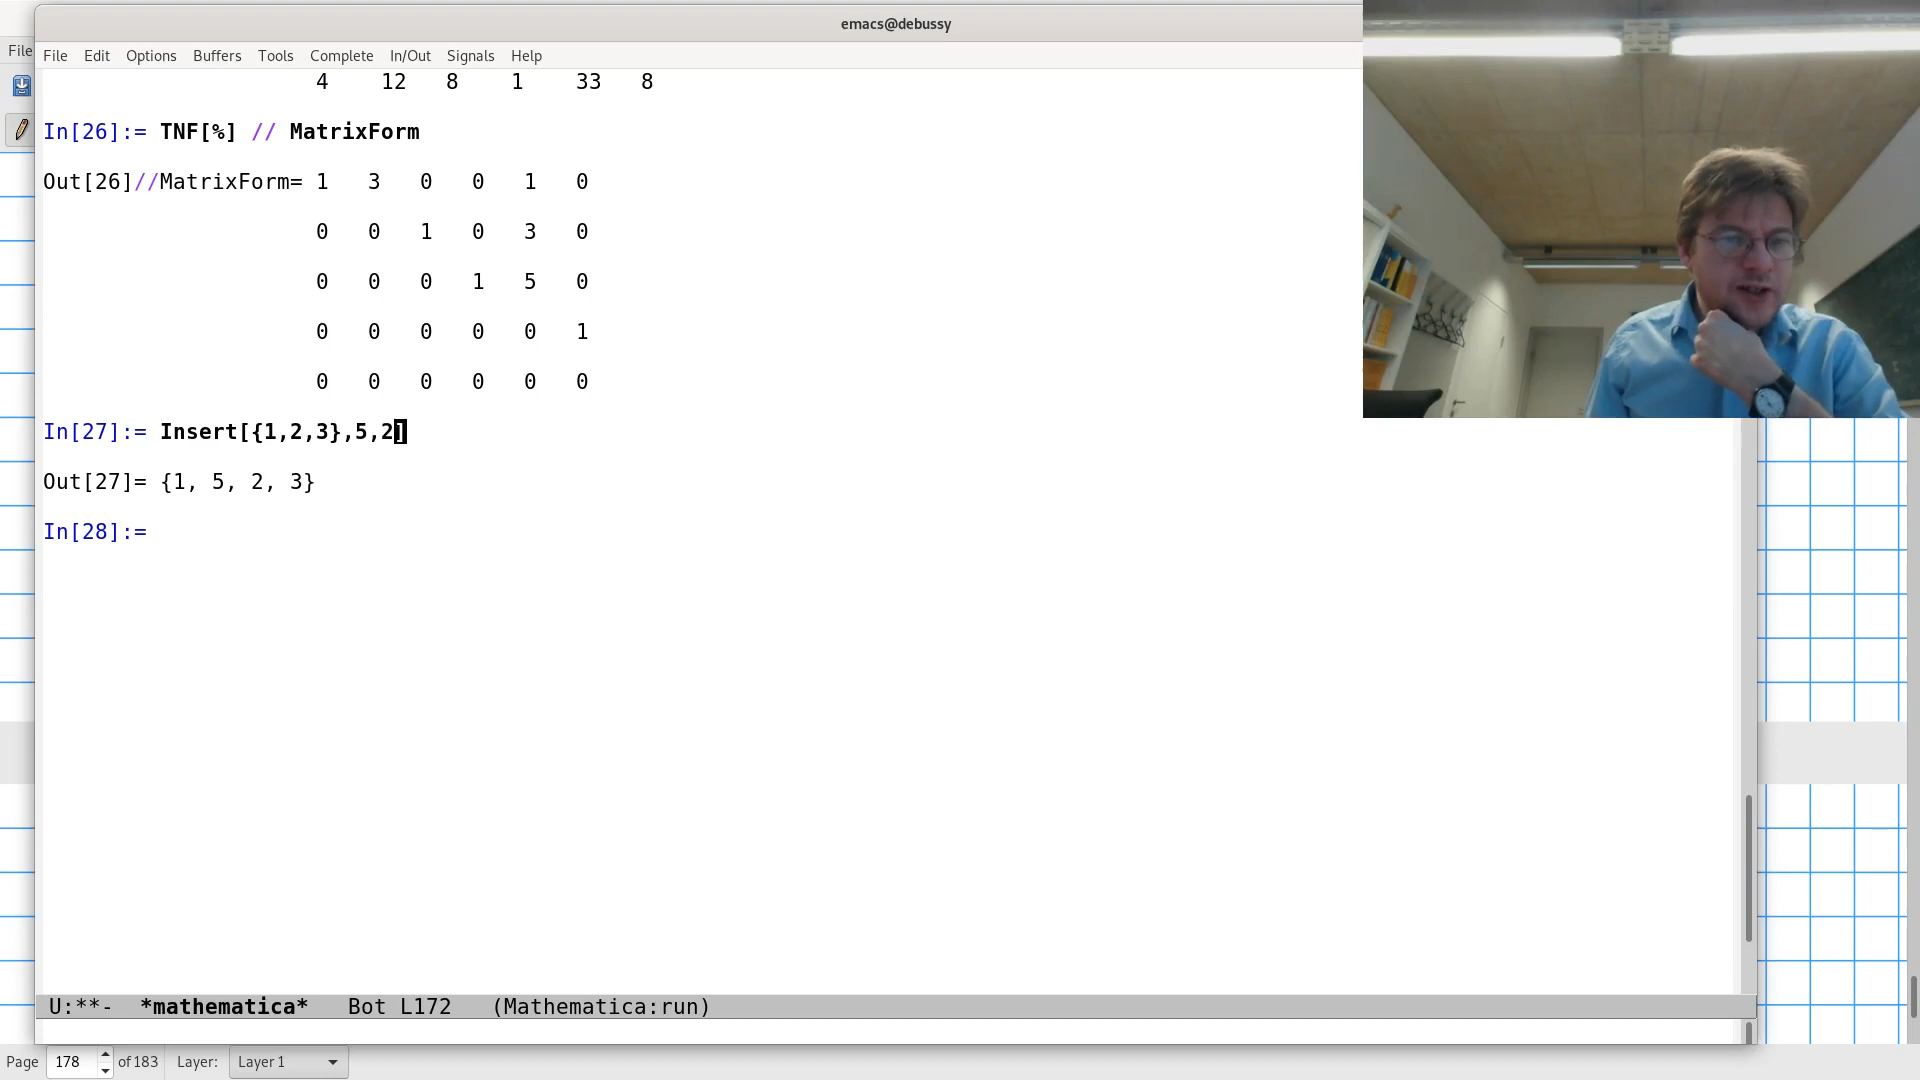 emacs@debussy
File
File Edit Options Buffers Tools Complete In/Out Signals Help
4 12 8 1 33 8
In[26]:= TNF[%] // MatrixForm
Out[26]//MatrixForm= 1 3 0 0 1 0
0 0 1 0 3 0
0 0 0 1 5 0
0 0 0 0 0 1
0 0 0 0 0 0
In[27]:= Insert[{1,2,3},5,2]
Out[27]= {1, 5, 2, 3}
In[28]:=
U:**- *mathematica* Bot L172 (Mathematica:run)
Page 178 of 183 Layer: Layer 1